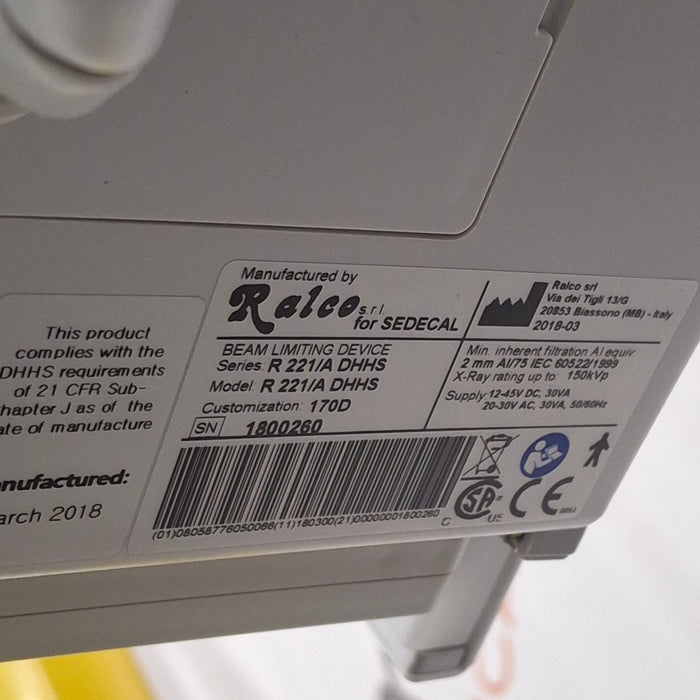 This product
complies with the
DHHS requirements
of 21 CFR Sub-
hapter J as of the
ate of manufacture
nufactured:
arch 2018
Manufactured by
Ralco s.r.l
for SEDECAL
BEAM LIMITING DEVICE
Series: R 221/A DHHS
Model: R 221/A DHHS
Customization: 170D
SN 1800260
(01)08058776050066(11)180300(21)00000001800260
Ralco srl
Via dei Tigli 13/G
20853 Biassono (MB) - Italy
2018-03
Min. inherent filtration Al equiv
2 mm Al/75 IEC 60522/1999
X-Ray rating up to: 150kVp
Supply: 12-45V DC, 30VA
20-30V AC, 30VA, 50/60Hz
C SA US
CE